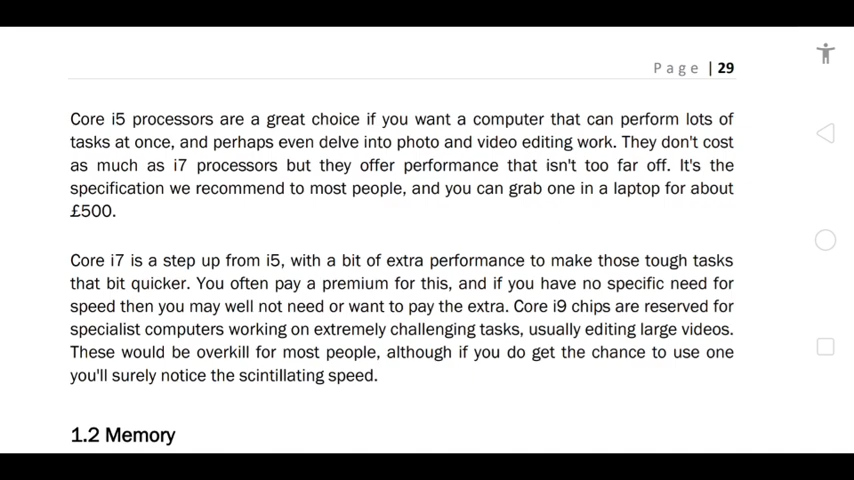 Page | 29
Core i5 processors are a great choice if you want a computer that can perform lots of
tasks at once, and perhaps even delve into photo and video editing work. They don't cost
as much as i7 processors but they offer performance that isn't too far off. It's the
specification we recommend to most people, and you can grab one in a laptop for about
£500.
Core i7 is a step up from i5, with a bit of extra performance to make those tough tasks
that bit quicker. You often pay a premium for this, and if you have no specific need for
speed then you may well not need or want to pay the extra. Core i9 chips are reserved for
specialist computers working on extremely challenging tasks, usually editing large videos.
These would be overkill for most people, although if you do get the chance to use one
you'll surely notice the scintillating speed.
1.2 Memory